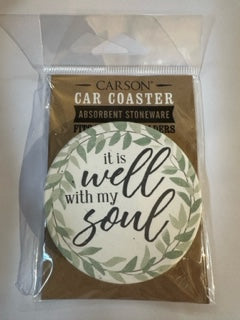 CARSON®
CAR COASTER
ABSORBENT STONEWARE
it is
well
with my
soul